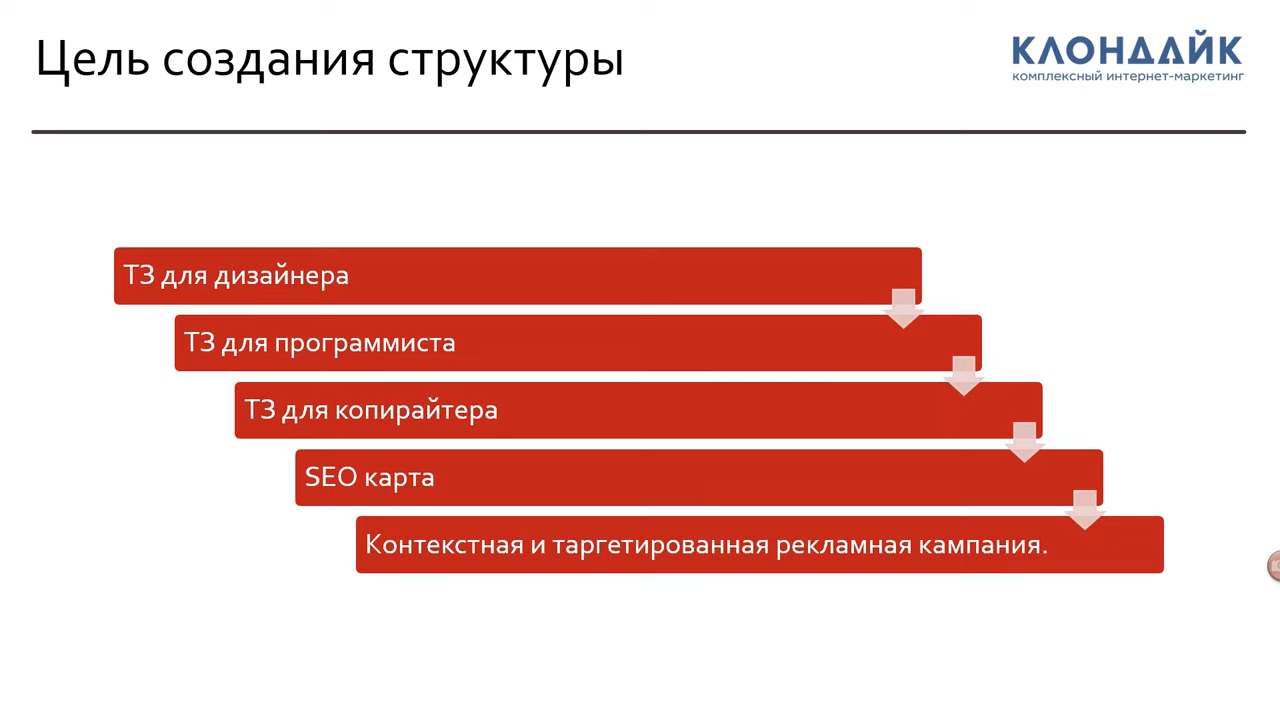 Цель создания структуры
КЛОНДАЙК
комплексный интернет-маркетинг
ТЗ для дизайнера
ТЗ для программиста
ТЗ для копирайтера
SEO карта
Контекстная и таргетированная рекламная кампания.